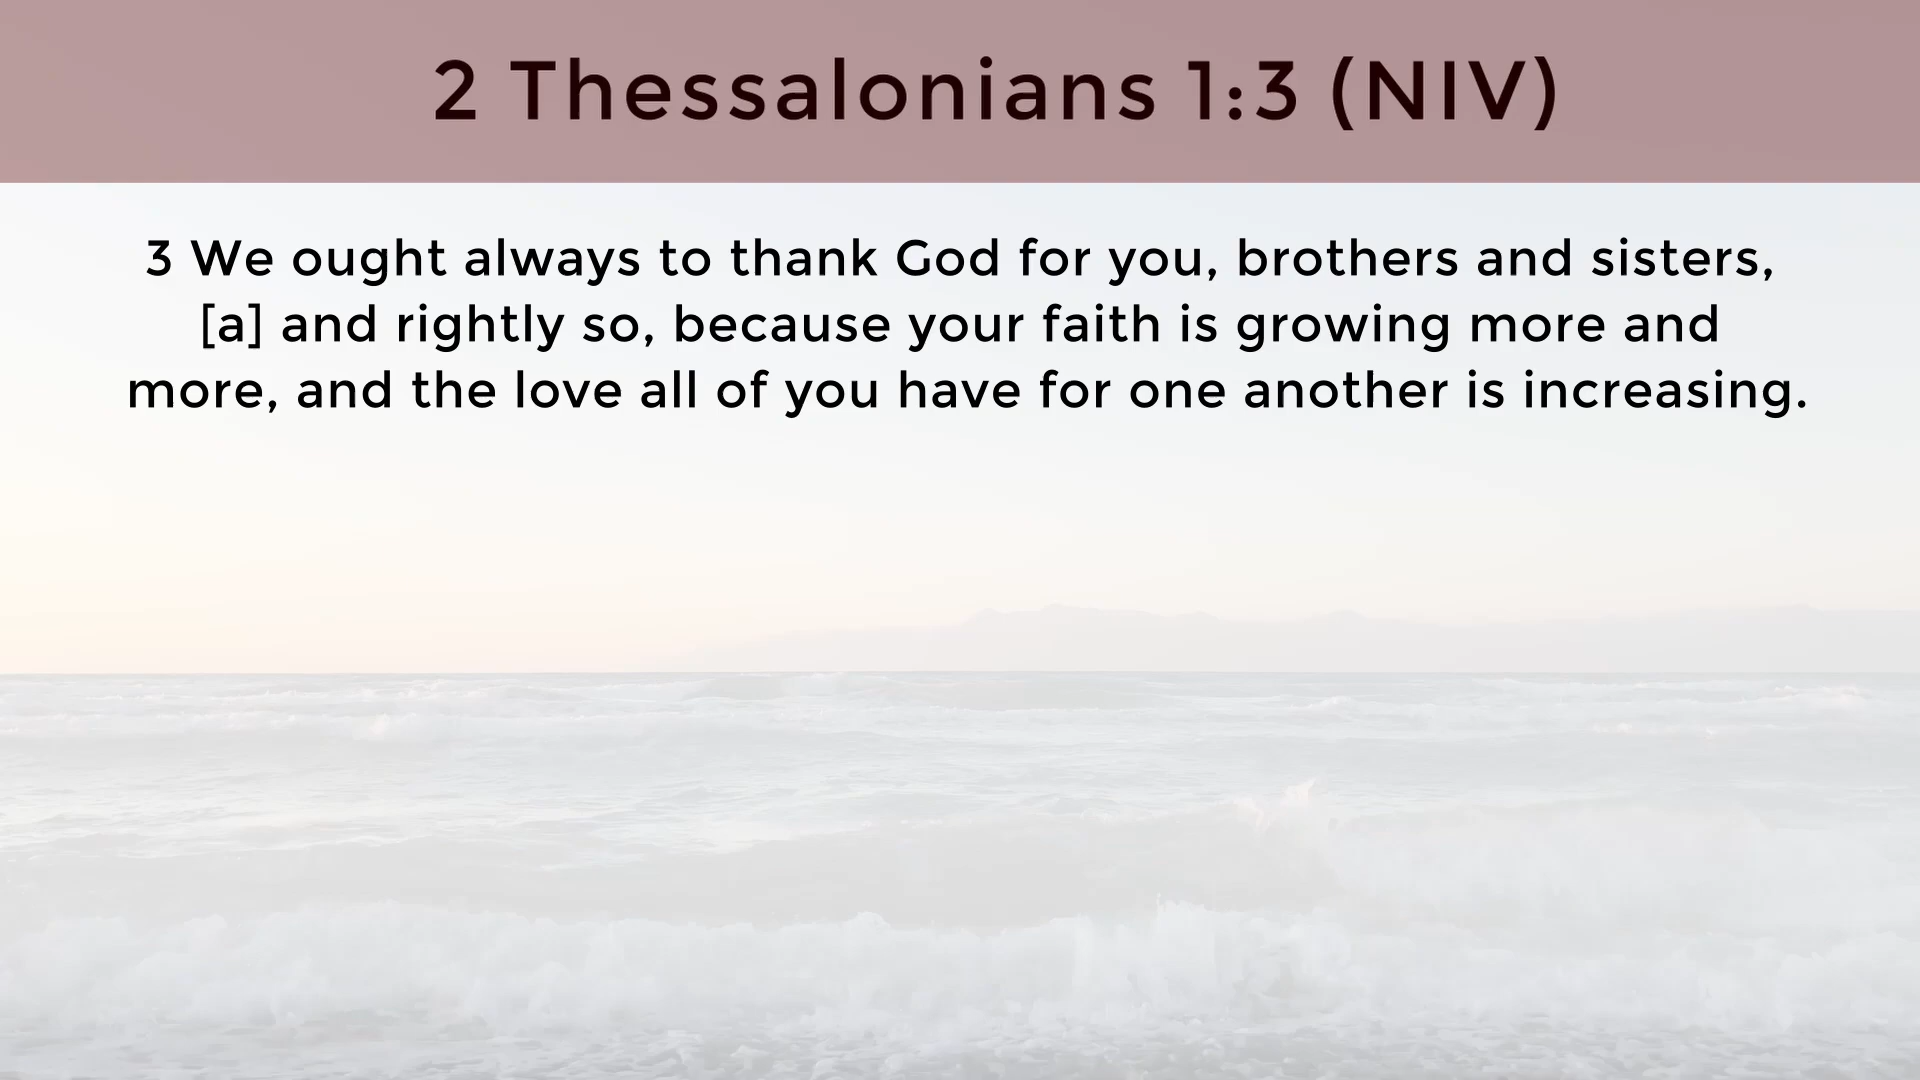 2 Thessalonians 1:3 (NIV)
3 We ought always to thank God for you, brothers and sisters,
[a] and rightly so, because your faith is growing more and
more, and the love all of you have for one another is increasing.